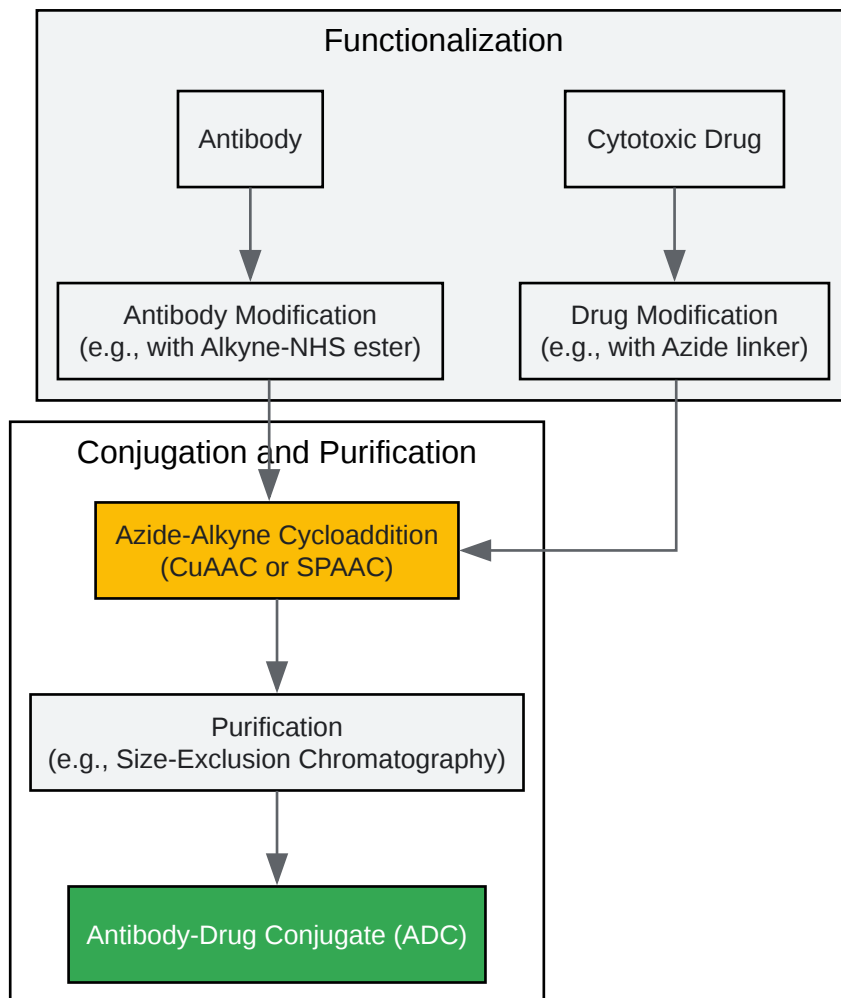 Functionalization
Antibody
Cytotoxic Drug
Antibody Modification
(e.g., with Alkyne-NHS ester)
Drug Modification
(e.g., with Azide linker)
Conjugation and Purification
Azide-Alkyne Cycloaddition
(CuAAC or SPAAC)
Purification
(e.g., Size-Exclusion Chromatography)
Antibody-Drug Conjugate (ADC)